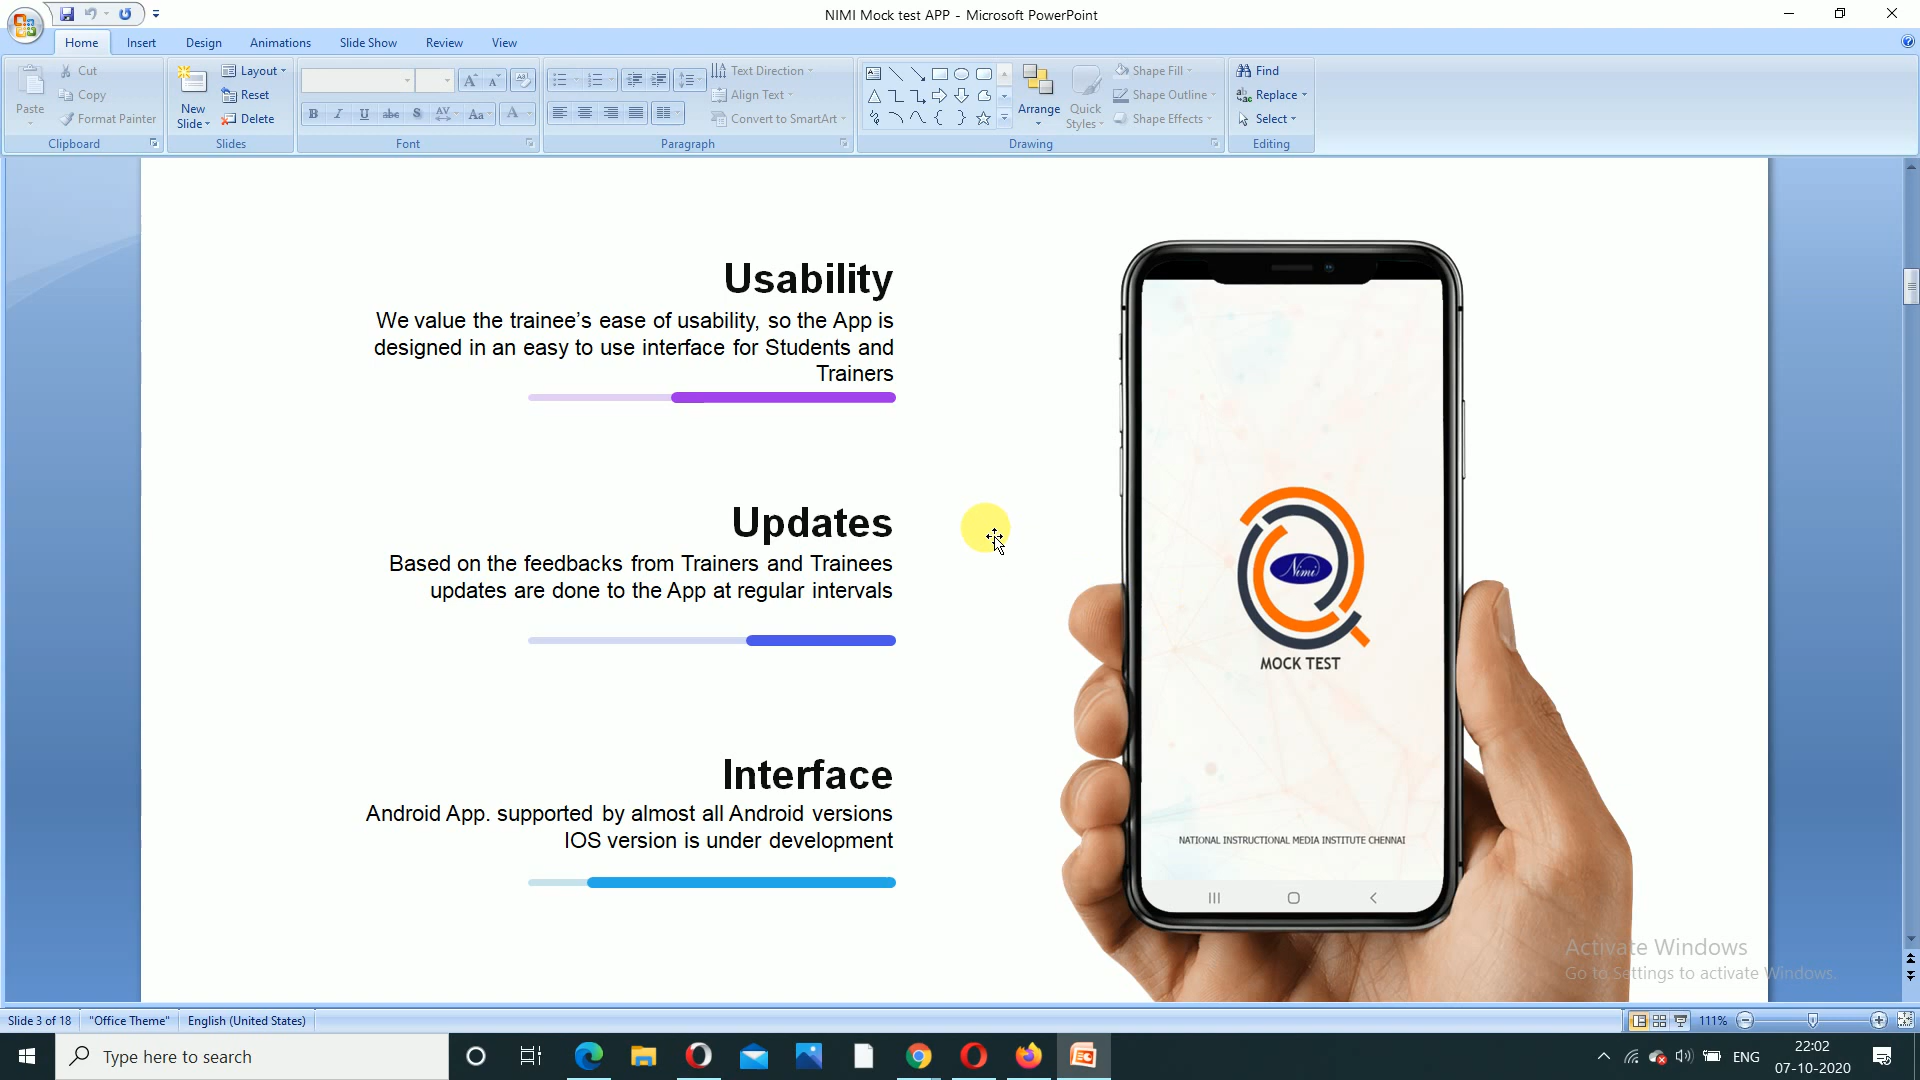 NIMI Mock test APP - Microsoft PowerPoint
Home Insert Design Animations Slide Show Review View
Paste
Cut
Copy
Format Painter
Clipboard
New Slide
Layout
Reset
Delete
Slides
B I U abc S AV Aa A
Font
Text Direction
Align Text
Convert to SmartArt
Paragraph
Arrange
Quick Styles
Shape Fill
Shape Outline
Shape Effects
Drawing
Find
Replace
Select
Editing
Usability
We value the trainee’s ease of usability, so the App is
designed in an easy to use interface for Students and
Trainers
Updates
Based on the feedbacks from Trainers and Trainees
updates are done to the App at regular intervals
Interface
Android App. supported by almost all Android versions
IOS version is under development
Nimi
MOCK TEST
NATIONAL INSTRUCTIONAL MEDIA INSTITUTE CHENNAI
Activate Windows
Go to Settings to activate Windows.
Slide 3 of 18 "Office Theme" English (United States) 111%
Type here to search
ENG
22:02
07-10-2020